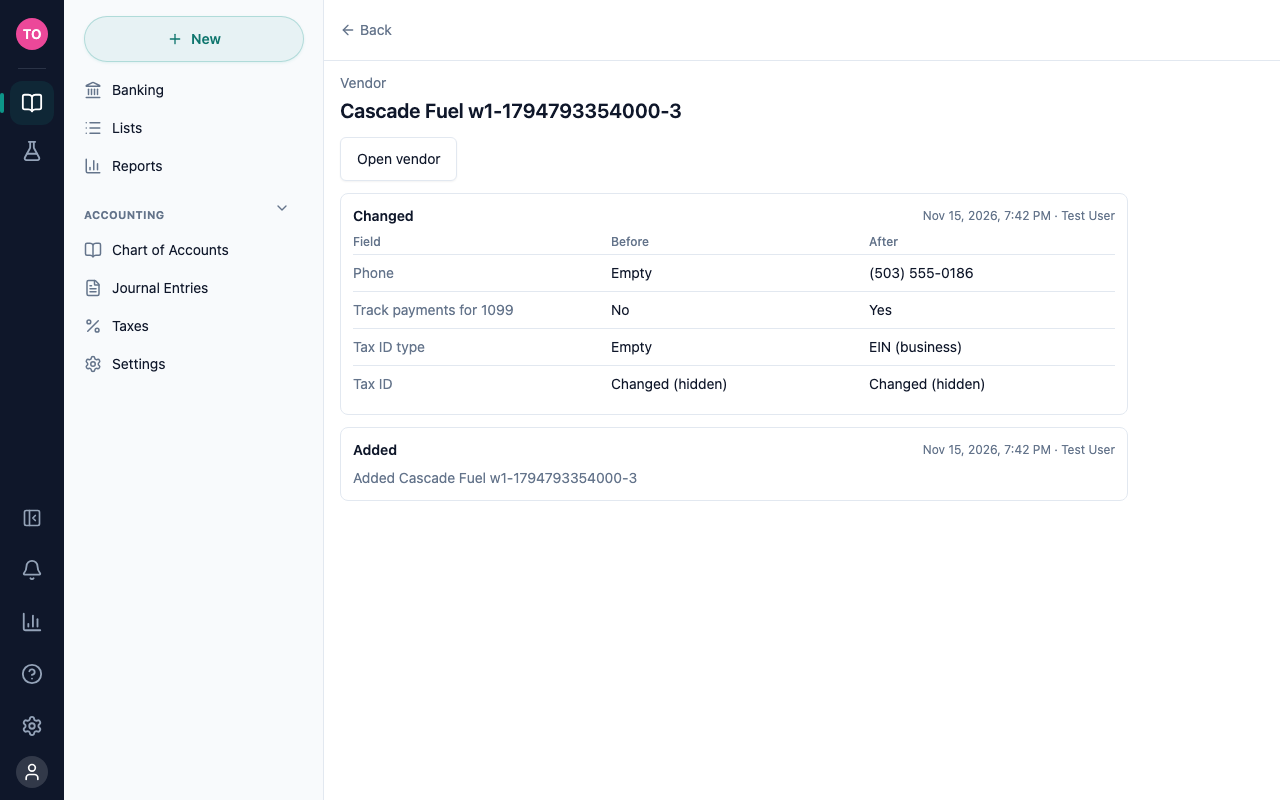 TO
New
Banking
Lists
Reports
ACCOUNTING
Chart of Accounts
Journal Entries
Taxes
Settings
Back
Vendor
Cascade Fuel w1-1794793354000-3
Open vendor
Changed Nov 15, 2026, 7:42 PM · Test User
Field Before After
Phone Empty (503) 555-0186
Track payments for 1099 No Yes
Tax ID type Empty EIN (business)
Tax ID Changed (hidden) Changed (hidden)
Added Nov 15, 2026, 7:42 PM · Test User
Added Cascade Fuel w1-1794793354000-3